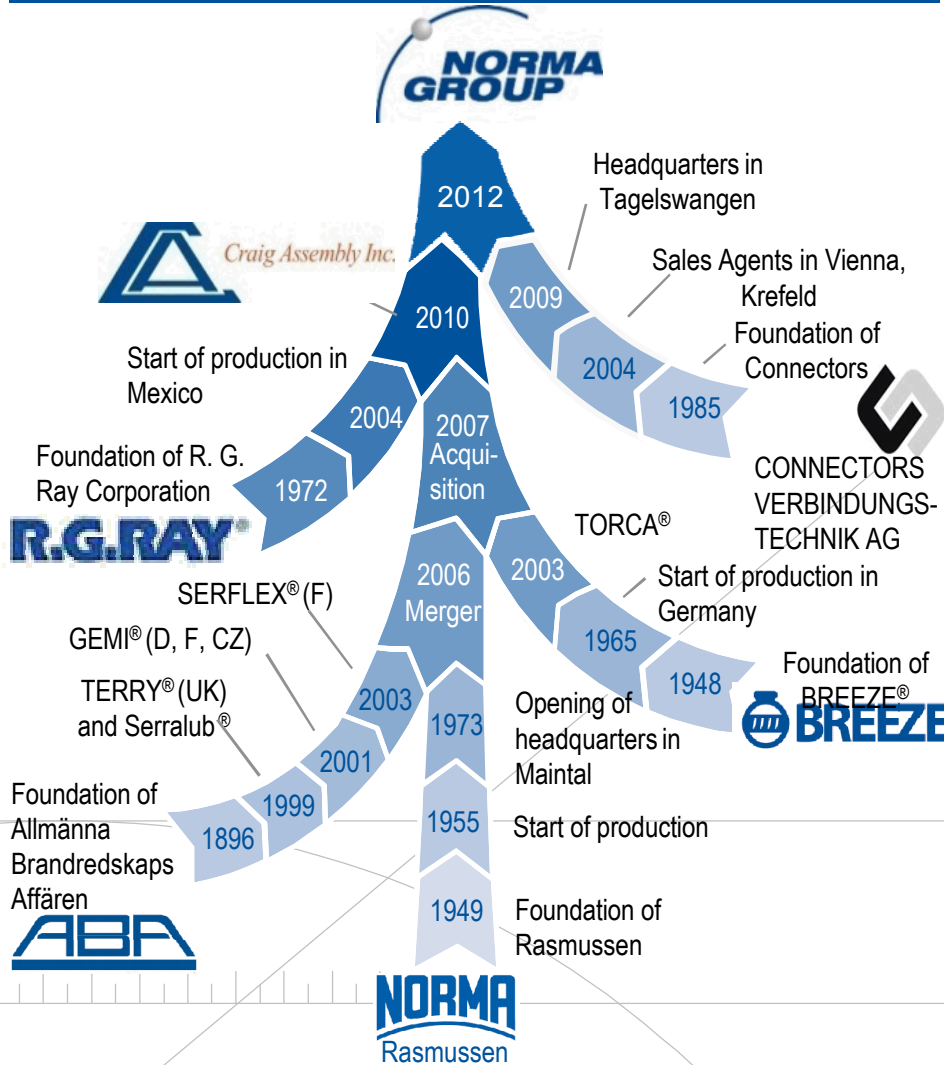 NORMA
GROUP
2012
Headquarters in
Tagelswangen
Craig Assembly Inc.
2009
Sales Agents in Vienna,
Krefeld
2010
Foundation of
Connectors
2004
1985
Start of production in
Mexico
2004
2007
Acqui-
sition
Foundation of R. G.
Ray Corporation
1972
R.G.RAY®
CONNECTORS
VERBINDUNGS-
TECHNIK AG
TORCA®
2003
Start of production in
Germany
1965
1948
2006
Merger
SERFLEX® (F)
GEMI® (D, F, CZ)
TERRY® (UK)
and Serralub®
Foundation of
BREEZE®
BREEZE
2003
2001
1999
1896
1973
Opening of
headquarters in
Maintal
Foundation of
Allmänna
Brandredskaps
Affären
ABA
1955
Start of production
1949
Foundation of
Rasmussen
NORMA
Rasmussen